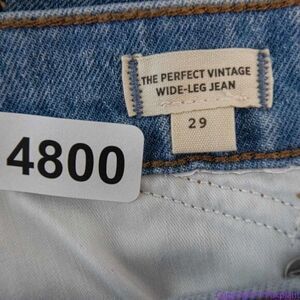 THE PERFECT VINTAGE
WIDE-LEG JEAN
29
4800